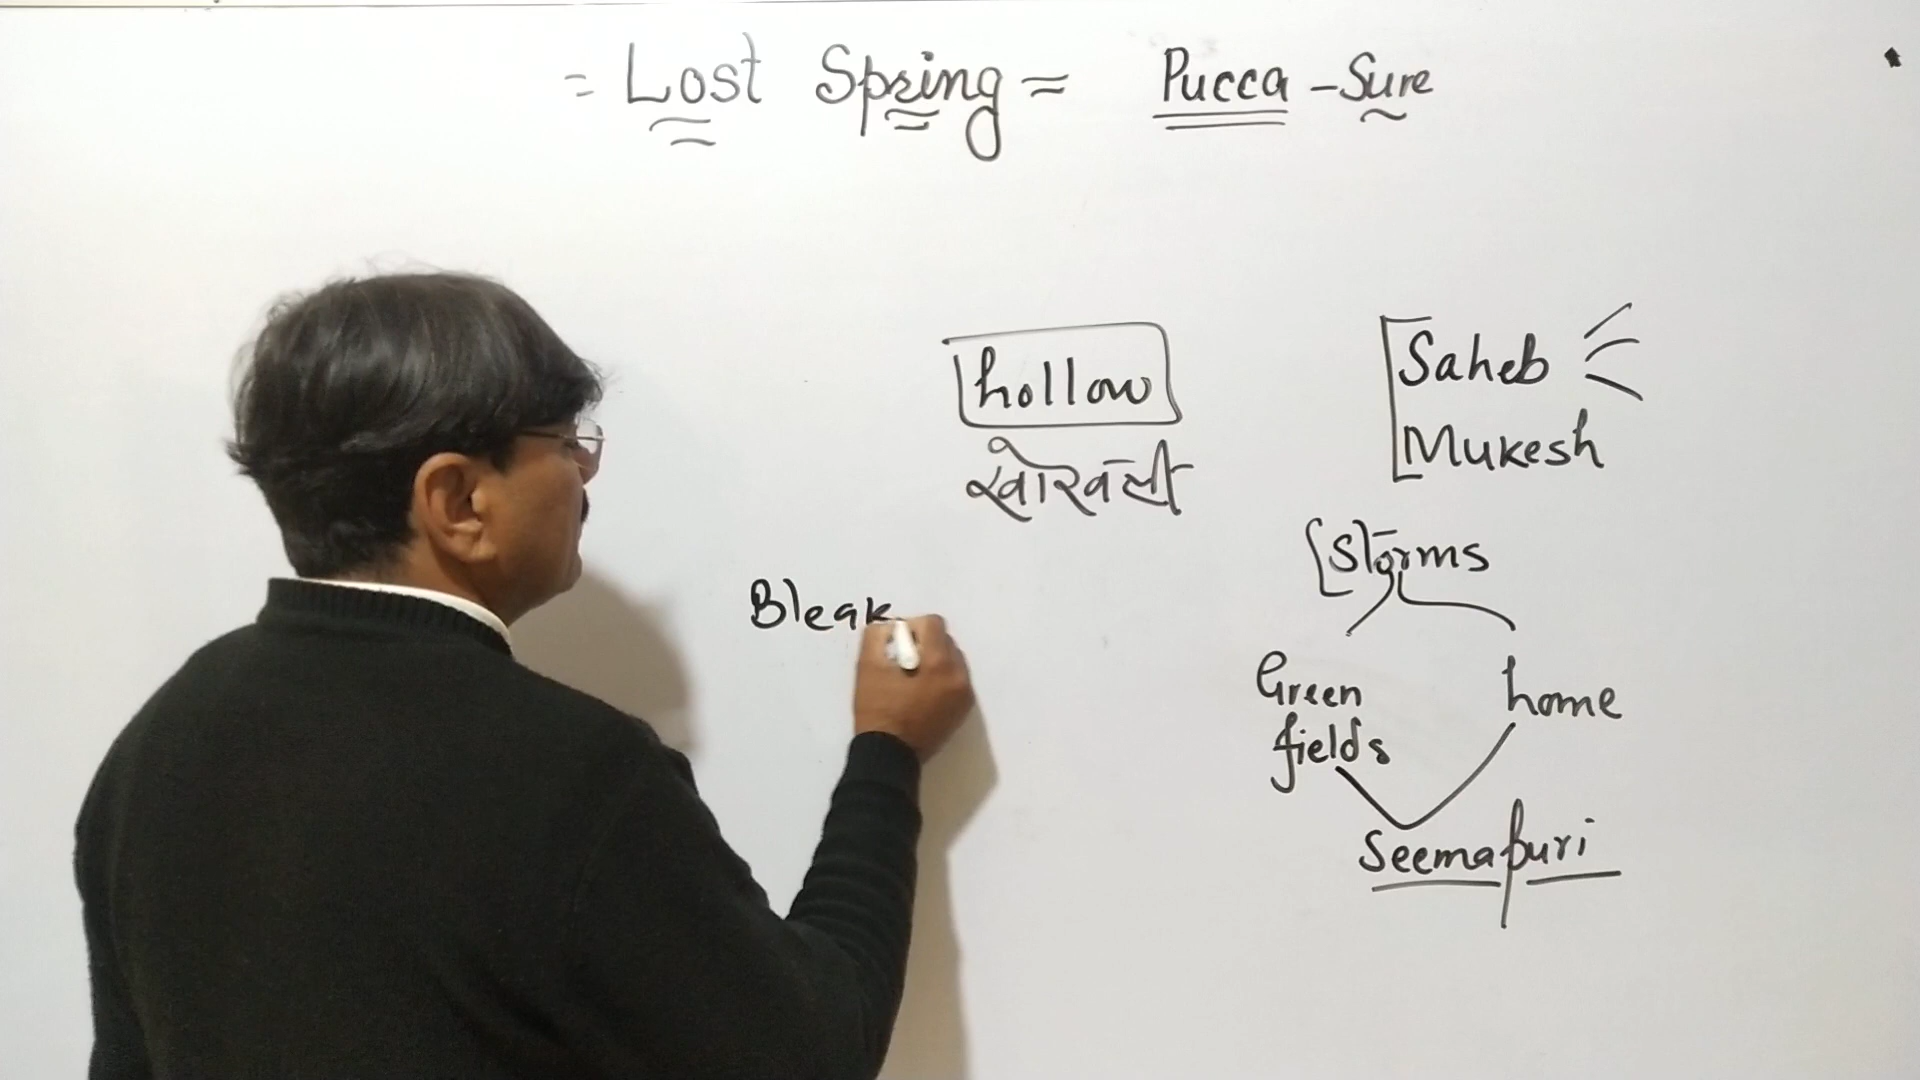 = Lost Spring = Pucca - Sure
hollow
खोखली
Saheb
Mukesh
Storms
Bleak
Green
fields
home
Seemapuri